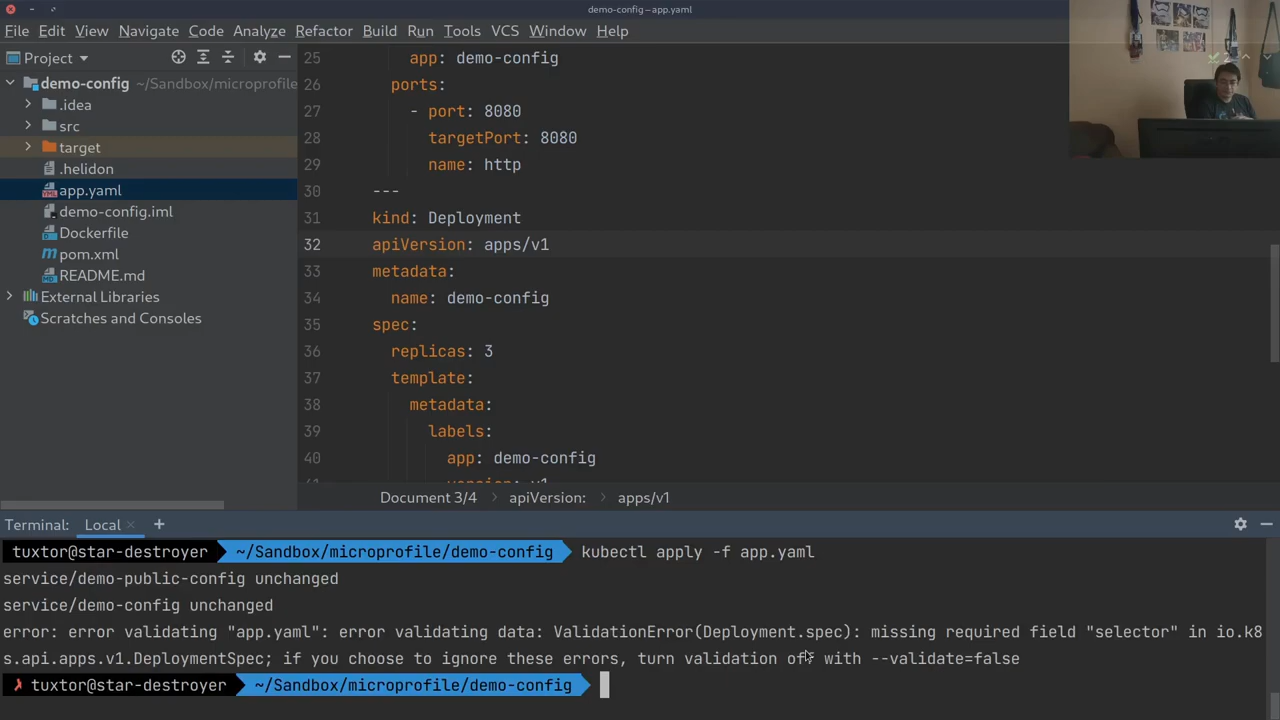 demo-config – app.yaml
File Edit View Navigate Code Analyze Refactor Build Run Tools VCS Window Help
Project
demo-config ~/Sandbox/microprofile
.idea
src
target
.helidon
app.yaml
demo-config.iml
Dockerfile
pom.xml
README.md
External Libraries
Scratches and Consoles
2
25 app: demo-config
26 ports:
27 - port: 8080
28 targetPort: 8080
29 name: http
30 ---
31 kind: Deployment
32 apiVersion: apps/v1
33 metadata:
34 name: demo-config
35 spec:
36 replicas: 3
37 template:
38 metadata:
39 labels:
40 app: demo-config
41 version: v1
Document 3/4 › apiVersion: › apps/v1
Terminal: Local × +
tuxtor@star-destroyer ~/Sandbox/microprofile/demo-config kubectl apply -f app.yaml
service/demo-public-config unchanged
service/demo-config unchanged
error: error validating "app.yaml": error validating data: ValidationError(Deployment.spec): missing required field "selector" in io.k8
s.api.apps.v1.DeploymentSpec; if you choose to ignore these errors, turn validation off with --validate=false
✗ tuxtor@star-destroyer ~/Sandbox/microprofile/demo-config